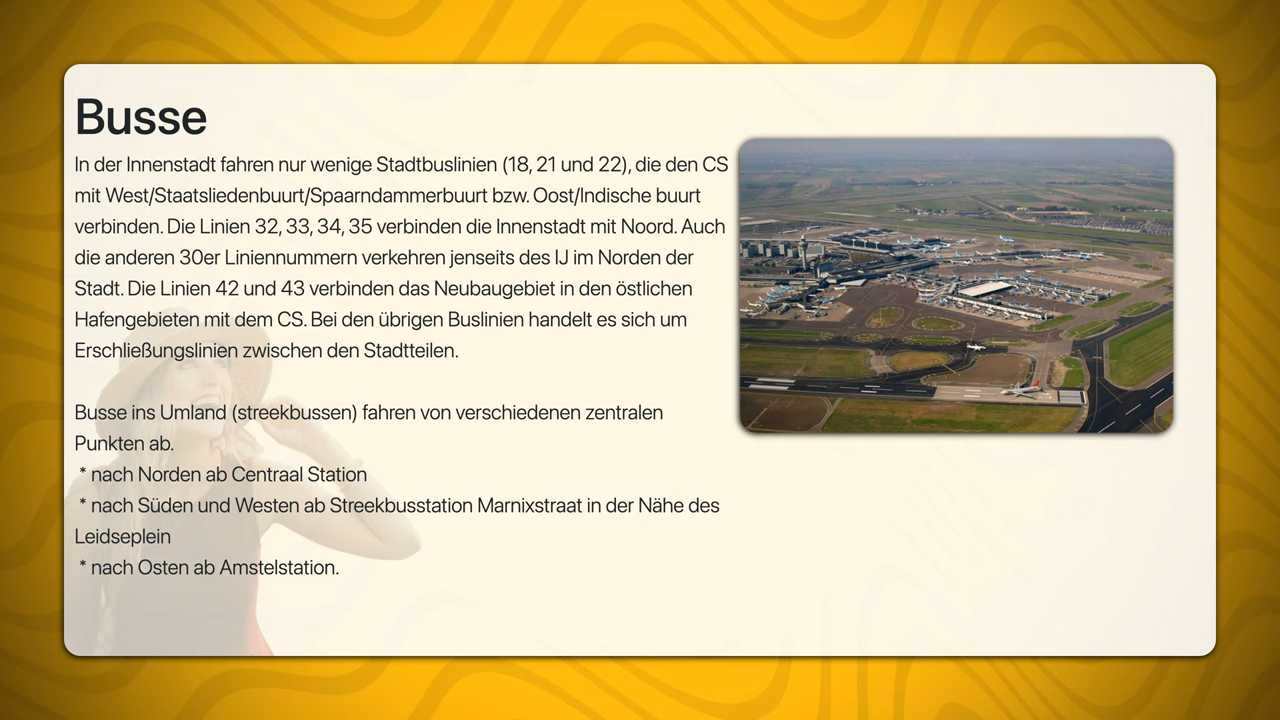 Busse
In der Innenstadt fahren nur wenige Stadtbuslinien (18, 21 und 22), die den CS
mit West/Staatsliedenbuurt/Spaarndammerbuurt bzw. Oost/Indische buurt
verbinden. Die Linien 32, 33, 34, 35 verbinden die Innenstadt mit Noord. Auch
die anderen 30er Liniennummern verkehren jenseits des IJ im Norden der
Stadt. Die Linien 42 und 43 verbinden das Neubaugebiet in den östlichen
Hafengebieten mit dem CS. Bei den übrigen Buslinien handelt es sich um
Erschließungslinien zwischen den Stadtteilen.
Busse ins Umland (streekbussen) fahren von verschiedenen zentralen
Punkten ab.
* nach Norden ab Centraal Station
* nach Süden und Westen ab Streekbusstation Marnixstraat in der Nähe des
Leidseplein
* nach Osten ab Amstelstation.